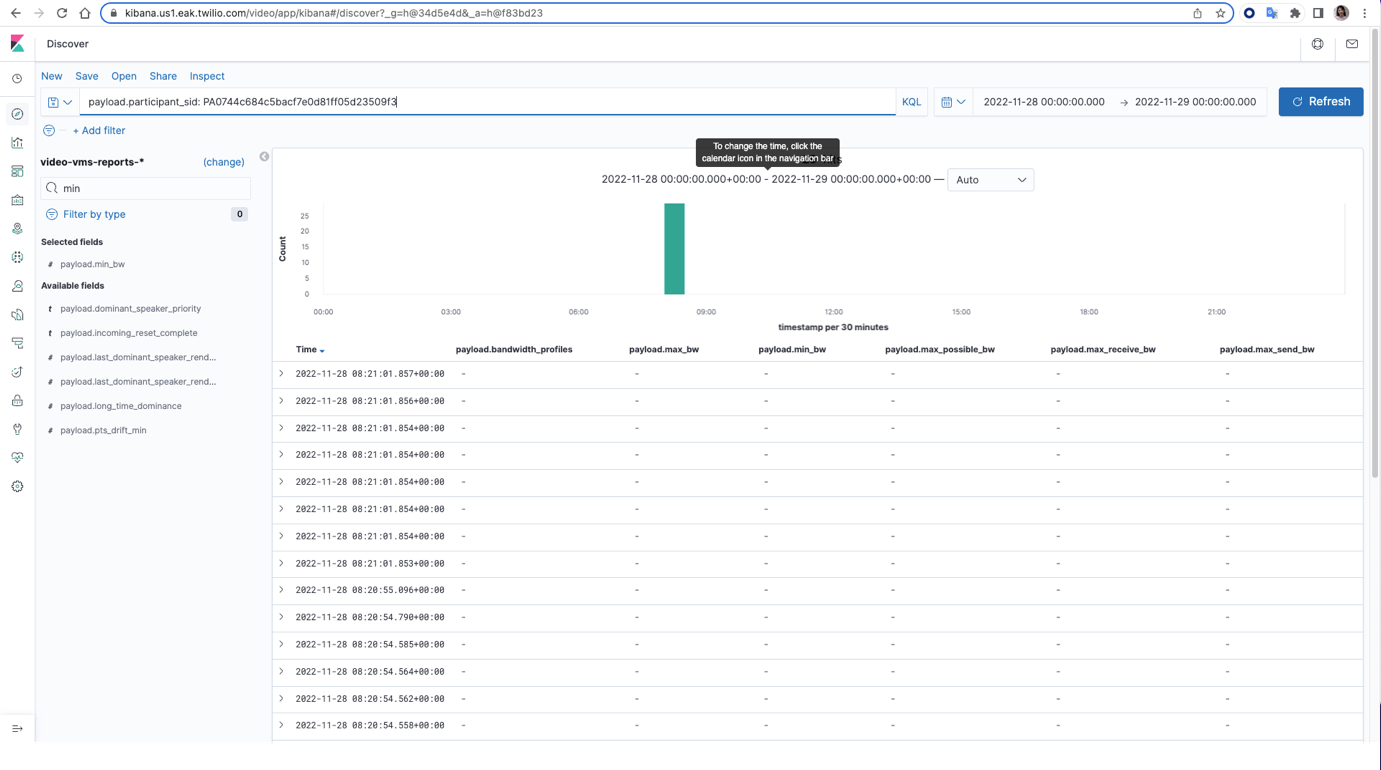 kibana.us1.eak.twilio.com/video/app/kibana#/discover?_g=h@34d5e4d&_a=h@f83bd23
Discover
New Save Open Share Inspect
payload.participant_sid: PA0744c684c5bacf7e0d81ff05d23509f3 KQL 2022-11-28 00:00:00.000 → 2022-11-29 00:00:00.000 Refresh
+ Add filter
video-vms-reports-* (change)
min
Filter by type 0
Selected fields
# payload.min_bw
Available fields
t payload.dominant_speaker_priority
t payload.incoming_reset_complete
# payload.last_dominant_speaker_rend...
# payload.last_dominant_speaker_rend...
# payload.long_time_dominance
# payload.pts_drift_min
To change the time, click the
calendar icon in the navigation bar
2022-11-28 00:00:00.000+00:00 - 2022-11-29 00:00:00.000+00:00 — Auto
Count
25
20
15
10
5
0
00:00 03:00 06:00 09:00 12:00 15:00 18:00 21:00
timestamp per 30 minutes
Time payload.bandwidth_profiles payload.max_bw payload.min_bw payload.max_possible_bw payload.max_receive_bw payload.max_send_bw
2022-11-28 08:21:01.857+00:00 - - - - - -
2022-11-28 08:21:01.856+00:00 - - - - - -
2022-11-28 08:21:01.854+00:00 - - - - - -
2022-11-28 08:21:01.854+00:00 - - - - - -
2022-11-28 08:21:01.854+00:00 - - - - - -
2022-11-28 08:21:01.854+00:00 - - - - - -
2022-11-28 08:21:01.854+00:00 - - - - - -
2022-11-28 08:21:01.853+00:00 - - - - - -
2022-11-28 08:20:55.096+00:00 - - - - - -
2022-11-28 08:20:54.790+00:00 - - - - - -
2022-11-28 08:20:54.585+00:00 - - - - - -
2022-11-28 08:20:54.564+00:00 - - - - - -
2022-11-28 08:20:54.562+00:00 - - - - - -
2022-11-28 08:20:54.558+00:00 - - - - - -